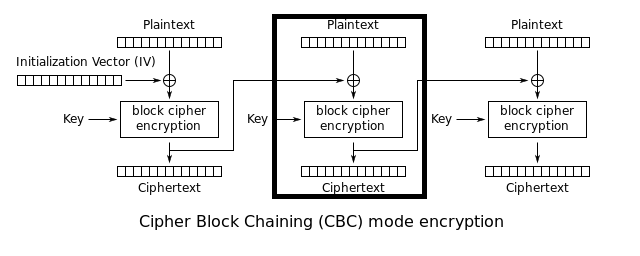 Plaintext Plaintext Plaintext
Initialization Vector (IV)
Key block cipher encryption Key block cipher encryption Key block cipher encryption
Ciphertext Ciphertext Ciphertext
Cipher Block Chaining (CBC) mode encryption